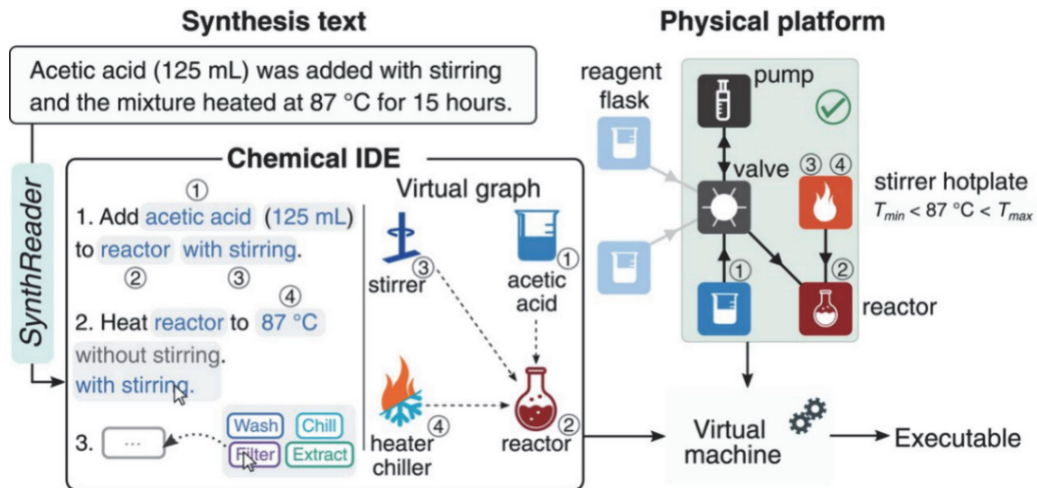 Synthesis text
Acetic acid (125 mL) was added with stirring
and the mixture heated at 87 °C for 15 hours.
SynthReader
Chemical IDE
①
1. Add acetic acid (125 mL)
to reactor with stirring.
② ③
④
2. Heat reactor to 87 °C
without stirring.
with stirring.
3. ...
Wash Chill
Filter Extract
Virtual graph
stirrer ③
① acetic
acid
heater
chiller ④
reactor ②
Physical platform
reagent
flask
pump
valve
③ ④
stirrer hotplate
Tmin < 87 °C < Tmax
①
②
reactor
Virtual
machine
Executable